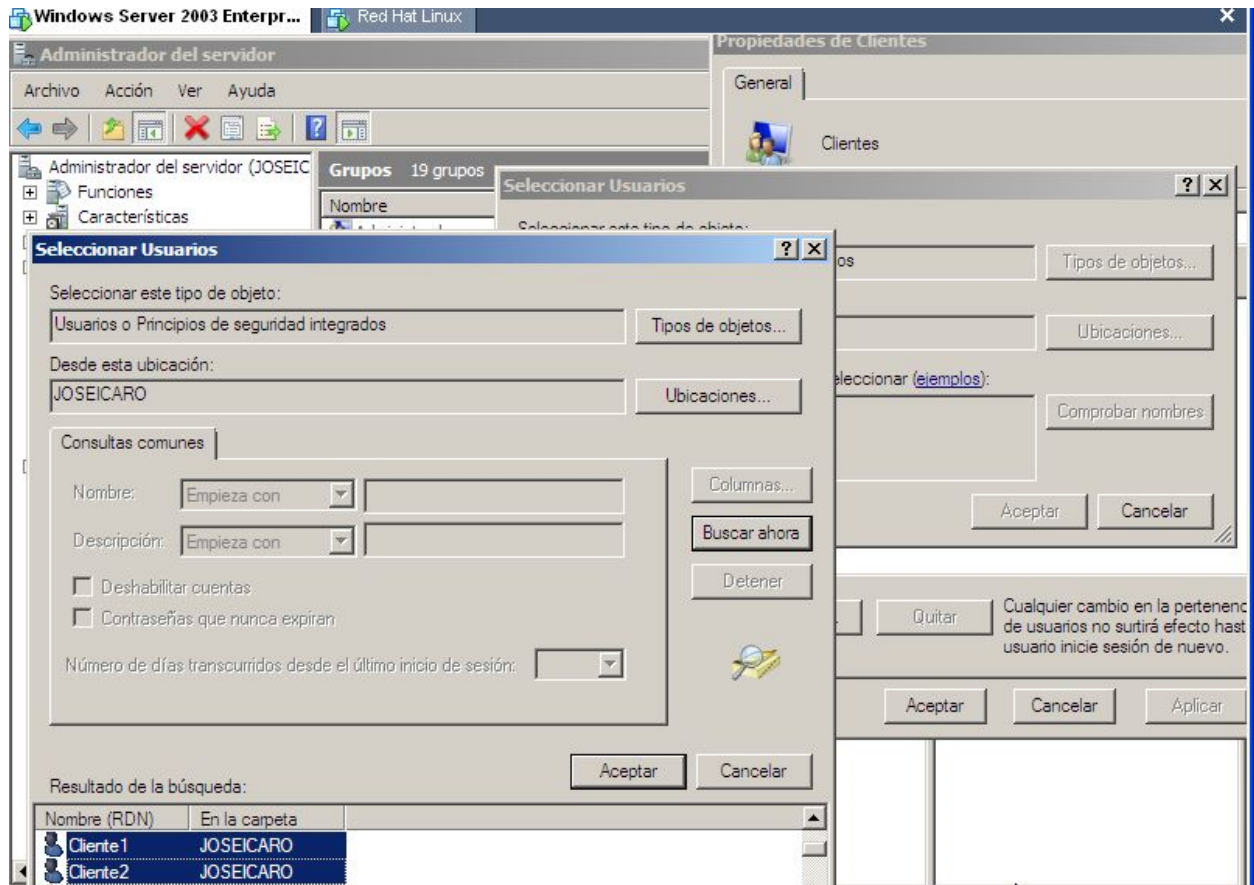 Windows Server 2003 Enterpr...
Red Hat Linux
Administrador del servidor
Archivo Acción Ver Ayuda
Administrador del servidor (JOSEIC
Funciones
Características
Grupos 19 grupos
Nombre
Propiedades de Clientes
General
Clientes
Seleccionar Usuarios
Seleccionar este tipo de objeto:
os
Tipos de objetos...
Ubicaciones...
eleccionar (ejemplos):
Comprobar nombres
Aceptar
Cancelar
Quitar
Cualquier cambio en la pertenenc
de usuarios no surtirá efecto hast
usuario inicie sesión de nuevo.
Aceptar
Cancelar
Aplicar
Seleccionar Usuarios
Seleccionar este tipo de objeto:
Usuarios o Principios de seguridad integrados
Tipos de objetos...
Desde esta ubicación:
JOSEICARO
Ubicaciones...
Consultas comunes
Nombre: Empieza con
Descripción: Empieza con
Deshabilitar cuentas
Contraseñas que nunca expiran
Número de días transcurridos desde el último inicio de sesión:
Columnas...
Buscar ahora
Detener
Aceptar
Cancelar
Resultado de la búsqueda:
Nombre (RDN) En la carpeta
Cliente1 JOSEICARO
Cliente2 JOSEICARO